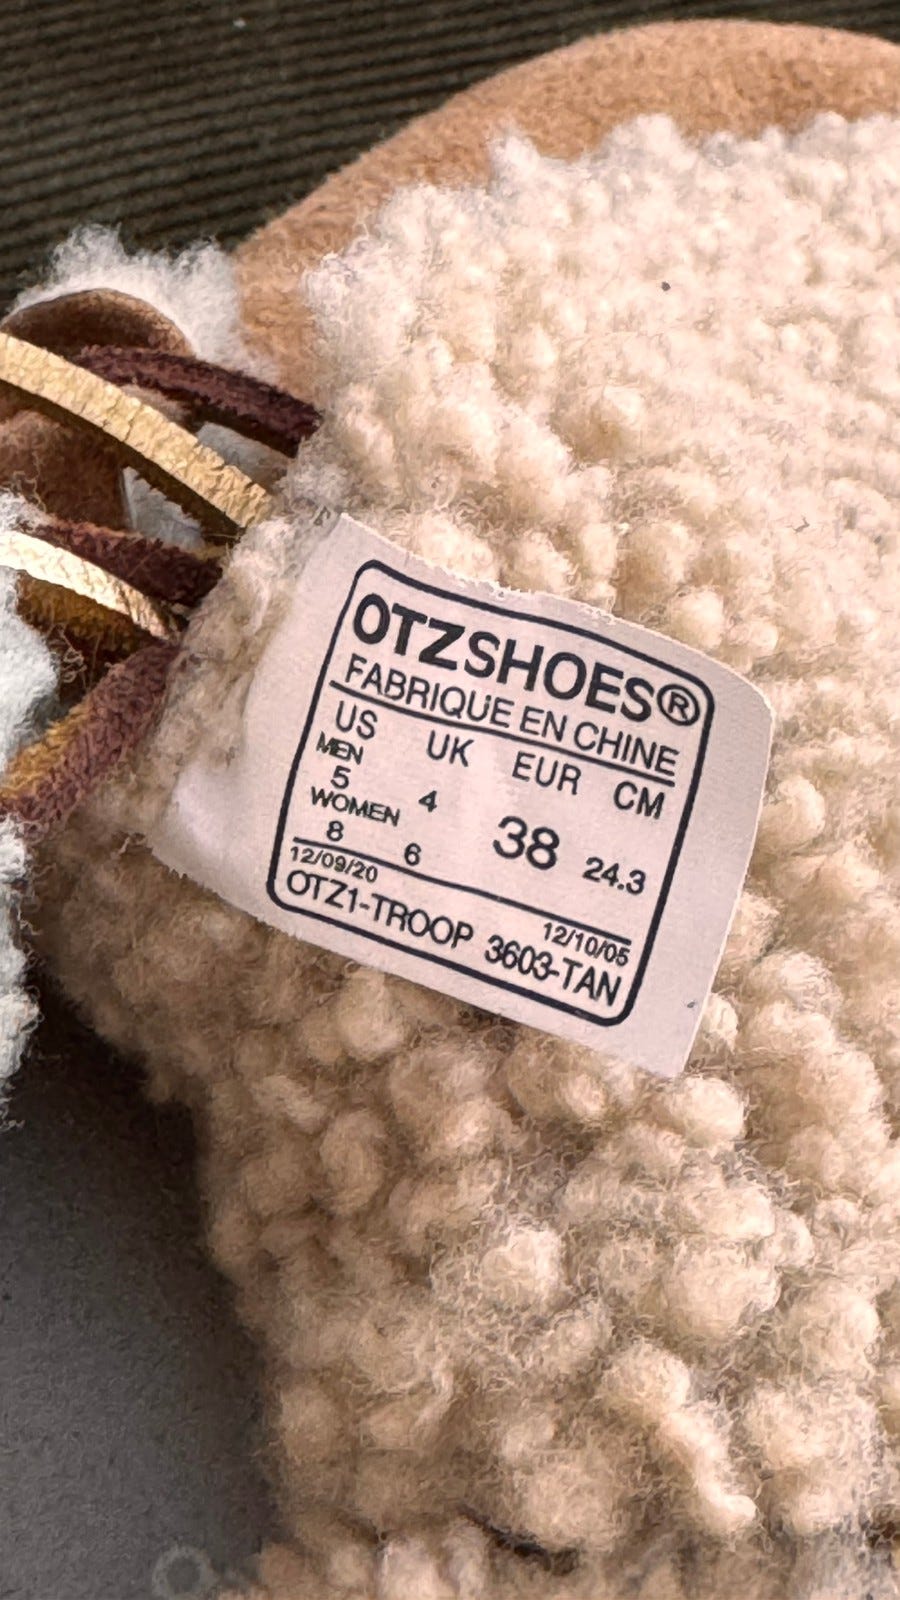 OTZSHOES®
FABRIQUE EN CHINE
US UK EUR CM
MEN
5 4
38 24.3
WOMEN
8 6
12/09/20 12/10/05
OTZ1-TROOP 3603-TAN